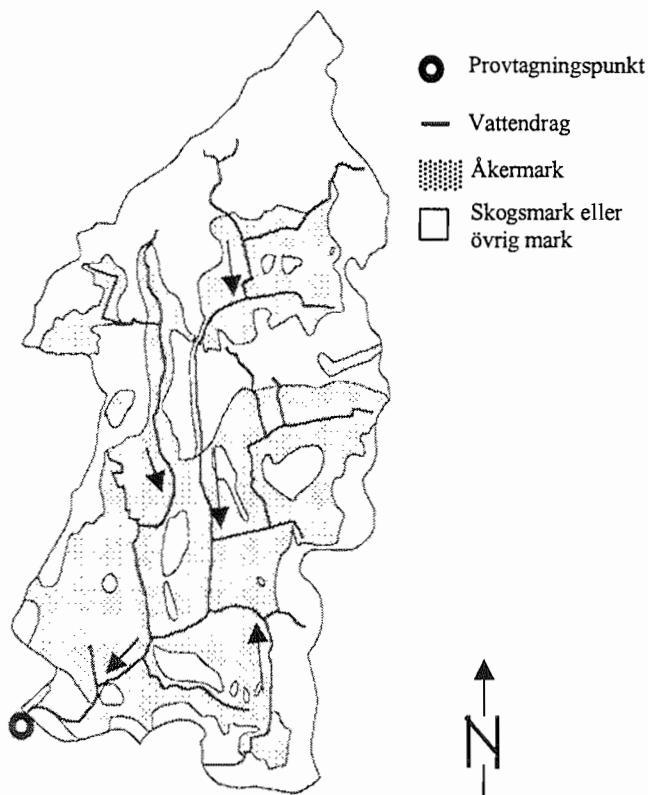 Provtagningspunkt
Vattendrag
Åkermark
Skogsmark eller
övrig mark
N